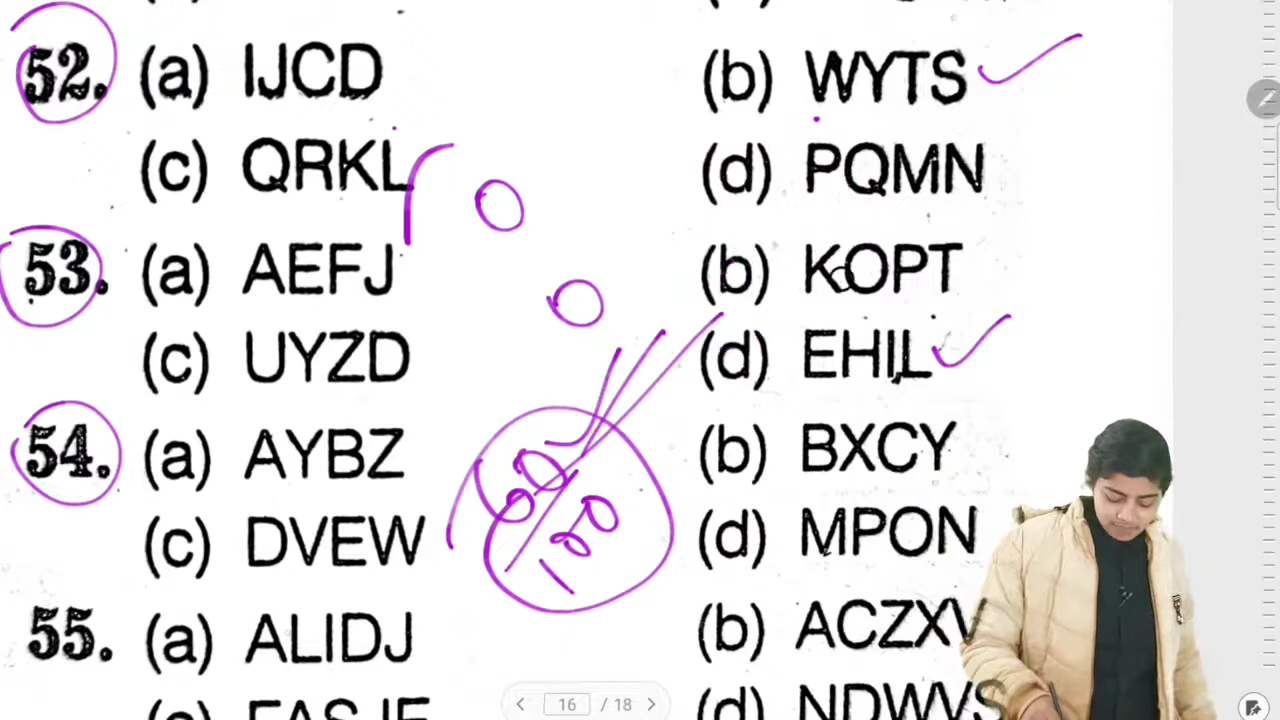 52. (a) IJCD (b) WYTS
(c) QRKL (d) PQMN
53. (a) AEFJ (b) KOPT
(c) UYZD (d) EHIL
54. (a) AYBZ (b) BXCY
(c) DVEW (d) MPON
55. (a) ALIDJ (b) ACZXV
(d) NDWVS
16 / 18